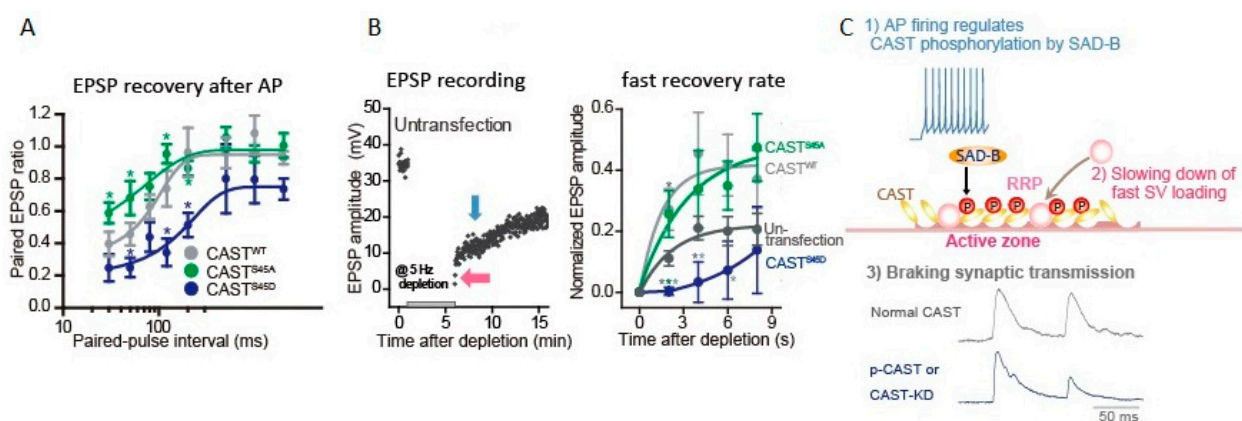 A
EPSP recovery after AP
Paired EPSP ratio
1.2
1.0
0.8
0.6
0.4
0.2
0.0
10
100
Paired-pulse interval (ms)
CASTWT
CASTS45A
CASTS45D
B
EPSP recording
EPSP amplitude (mV)
50
40
30
20
10
0
Untransfection
@ 5 Hz
depletion
0
5
10
15
Time after depletion (min)
fast recovery rate
Normalized EPSP amplitude
0.6
0.4
0.2
0.0
CASTS45A
CASTWT
Un-
transfection
CASTS45D
0
3
6
9
Time after depletion (s)
C
1) AP firing regulates
CAST phosphorylation by SAD-B
SAD-B
CAST
RRP
P P P P P
2) Slowing down of
fast SV loading
Active zone
3) Braking synaptic transmission
Normal CAST
p-CAST or
CAST-KD
50 ms